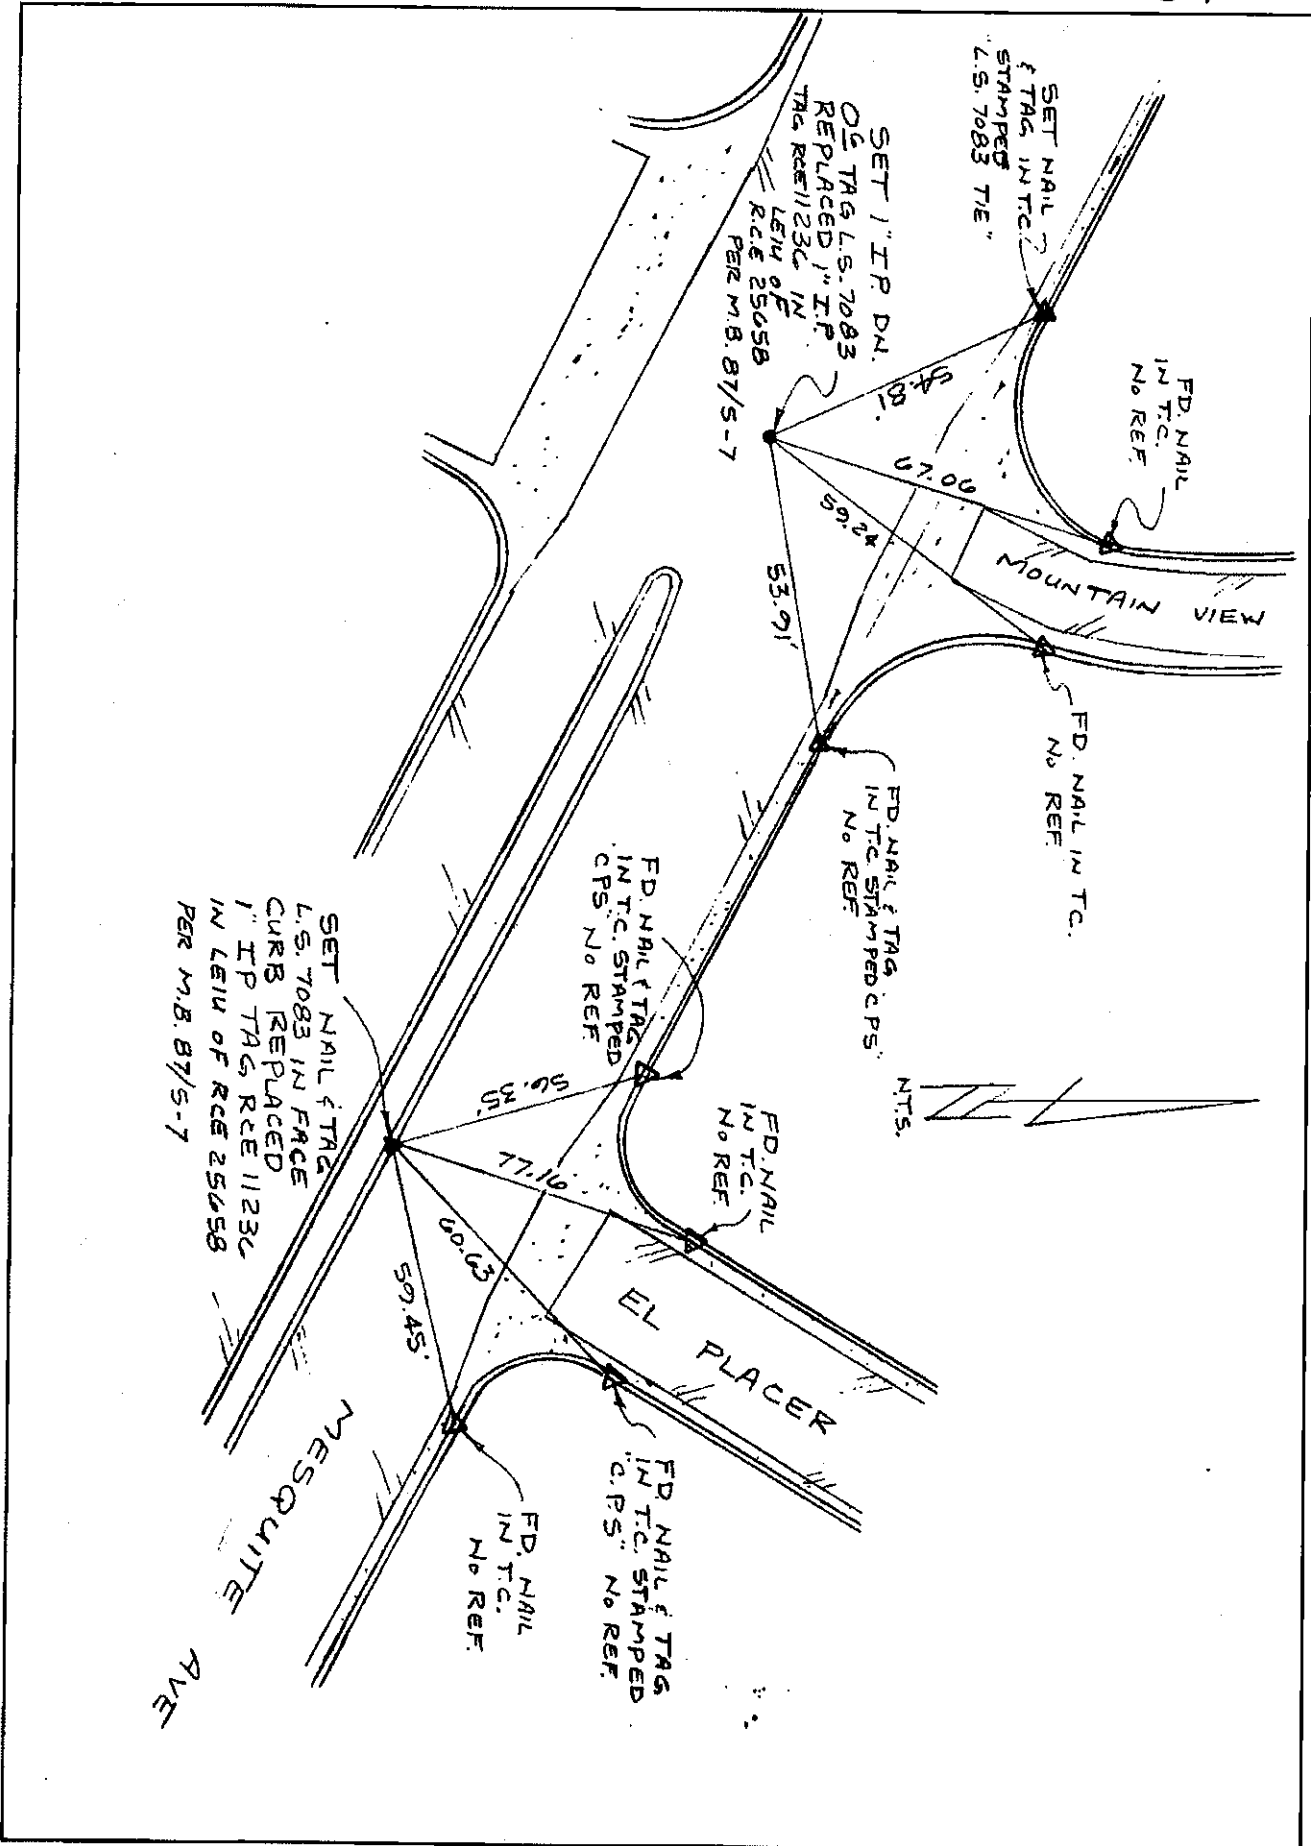 SET NAIL
& TAG IN T.C.
STAMPED
"L.S. 7083 TIE"
FD. NAIL
IN T.C.
NO REF.
SET 1" I.P. DN.
TAG L.S. 7083
REPLACED 1" I.P.
TAG RCE 11236 IN
LEIU OF
R.C.E 25658
PER M.B. 87/5-7
54.81'
67.06
59.24
53.91'
MOUNTAIN VIEW
FD. NAIL IN T.C.
NO REF.
FD. NAIL & TAG
IN T.C. STAMPED "CPS"
NO REF.
FD. NAIL & TAG
IN T.C. STAMPED
"CPS" NO REF.
N.T.S.
FD. NAIL
IN T.C.
NO REF.
SET NAIL & TAG
L.S. 7083 IN FACE
CURB REPLACED
1" IP TAG RCE 11236
IN LEIU OF RCE 25658
PER M.B. 87/5-7
56.35'
77.16
60.63
59.45'
EL PLACER
FD. NAIL & TAG
IN T.C. STAMPED
"C.P.S" NO REF.
FD. NAIL
IN T.C.
NO REF.
MESQUITE AVE